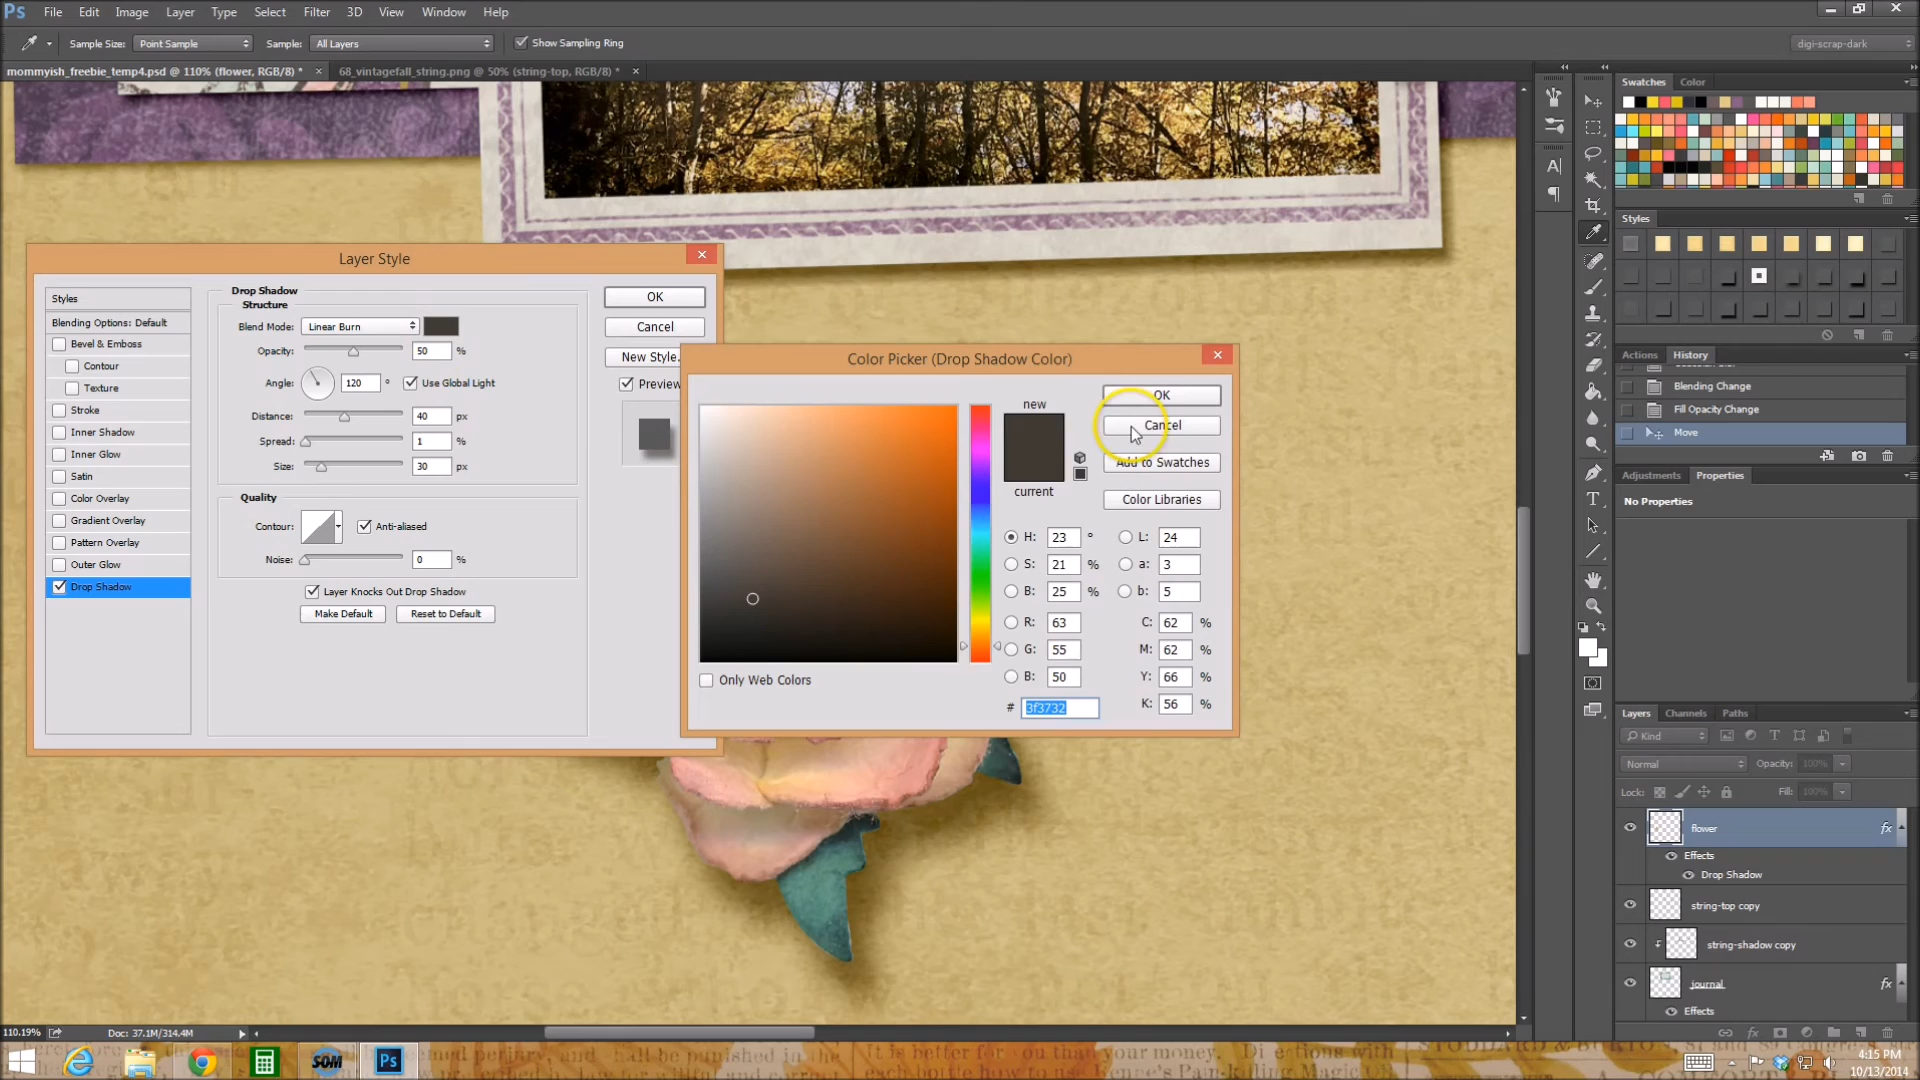 Ps File Edit Image Layer Type Select Filter 3D View Window Help
Sample Size: Point Sample Sample: All Layers Show Sampling Ring digi-scrap-dark
mommyish_freebie_temp4.psd @ 110% (flower, RGB/8) * × 68_vintagefall_string.png @ 50% (string-top, RGB/8) * ×
Layer Style
Styles
Blending Options: Default
Bevel & Emboss
Contour
Texture
Stroke
Inner Shadow
Inner Glow
Satin
Color Overlay
Gradient Overlay
Pattern Overlay
Outer Glow
Drop Shadow
Drop Shadow
Structure
Blend Mode: Linear Burn
Opacity: 50 %
Angle: 120 ° Use Global Light
Distance: 40 px
Spread: 1 %
Size: 30 px
Quality
Contour: Anti-aliased
Noise: 0 %
Layer Knocks Out Drop Shadow
Make Default Reset to Default
OK
Cancel
New Style.
Preview
Color Picker (Drop Shadow Color)
new
current
OK
Cancel
Add to Swatches
Color Libraries
H: 23 ° L: 24
S: 21 % a: 3
B: 25 % b: 5
R: 63 C: 62 %
G: 55 M: 62 %
B: 50 Y: 66 %
# 3f3732 K: 56 %
Only Web Colors
Swatches Color
Styles
Actions History
Blending Change
Fill Opacity Change
Move
Adjustments Properties
No Properties
Layers Channels Paths
Kind
Normal Opacity: 100%
Lock: Fill: 100%
flower fx
Effects
Drop Shadow
string-top copy
string-shadow copy
journal fx
Effects
110.19% Doc: 37.1M/314.4M
SOM Ps
4:15 PM
10/13/2014